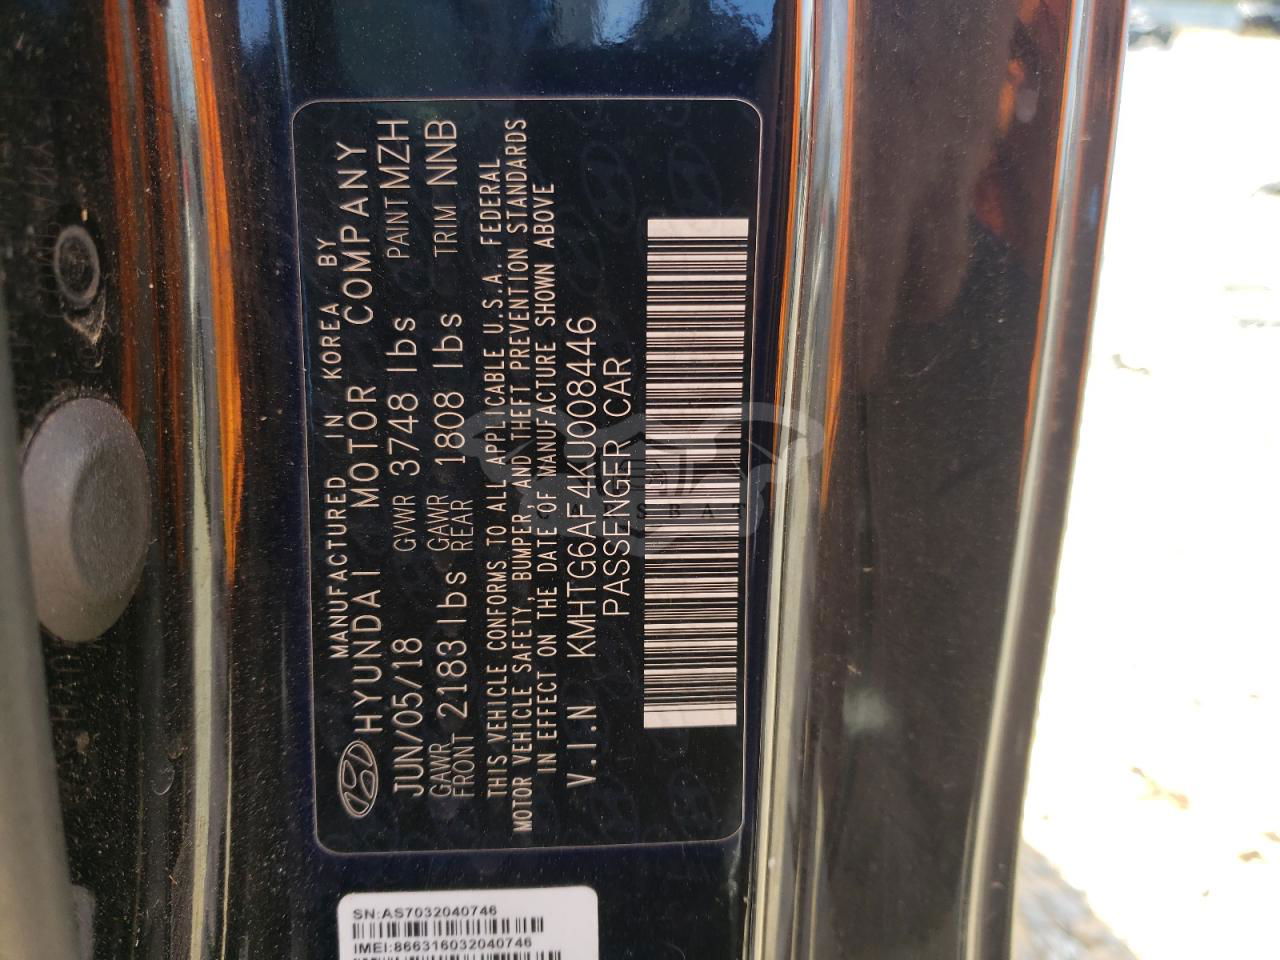 MANUFACTURED IN KOREA BY
HYUNDAI MOTOR COMPANY
JUN/05/18 GVWR 3748 lbs PAINT MZH
GAWR FRONT 2183 lbs GAWR REAR 1808 lbs TRIM NNB
THIS VEHICLE CONFORMS TO ALL APPLICABLE U.S.A. FEDERAL
MOTOR VEHICLE SAFETY, BUMPER, AND THEFT PREVENTION STANDARDS
IN EFFECT ON THE DATE OF MANUFACTURE SHOWN ABOVE
V.I.N KMHTG6AF4KU008446
PASSENGER CAR
SN:AS7032040746
IMEI:866316032040746